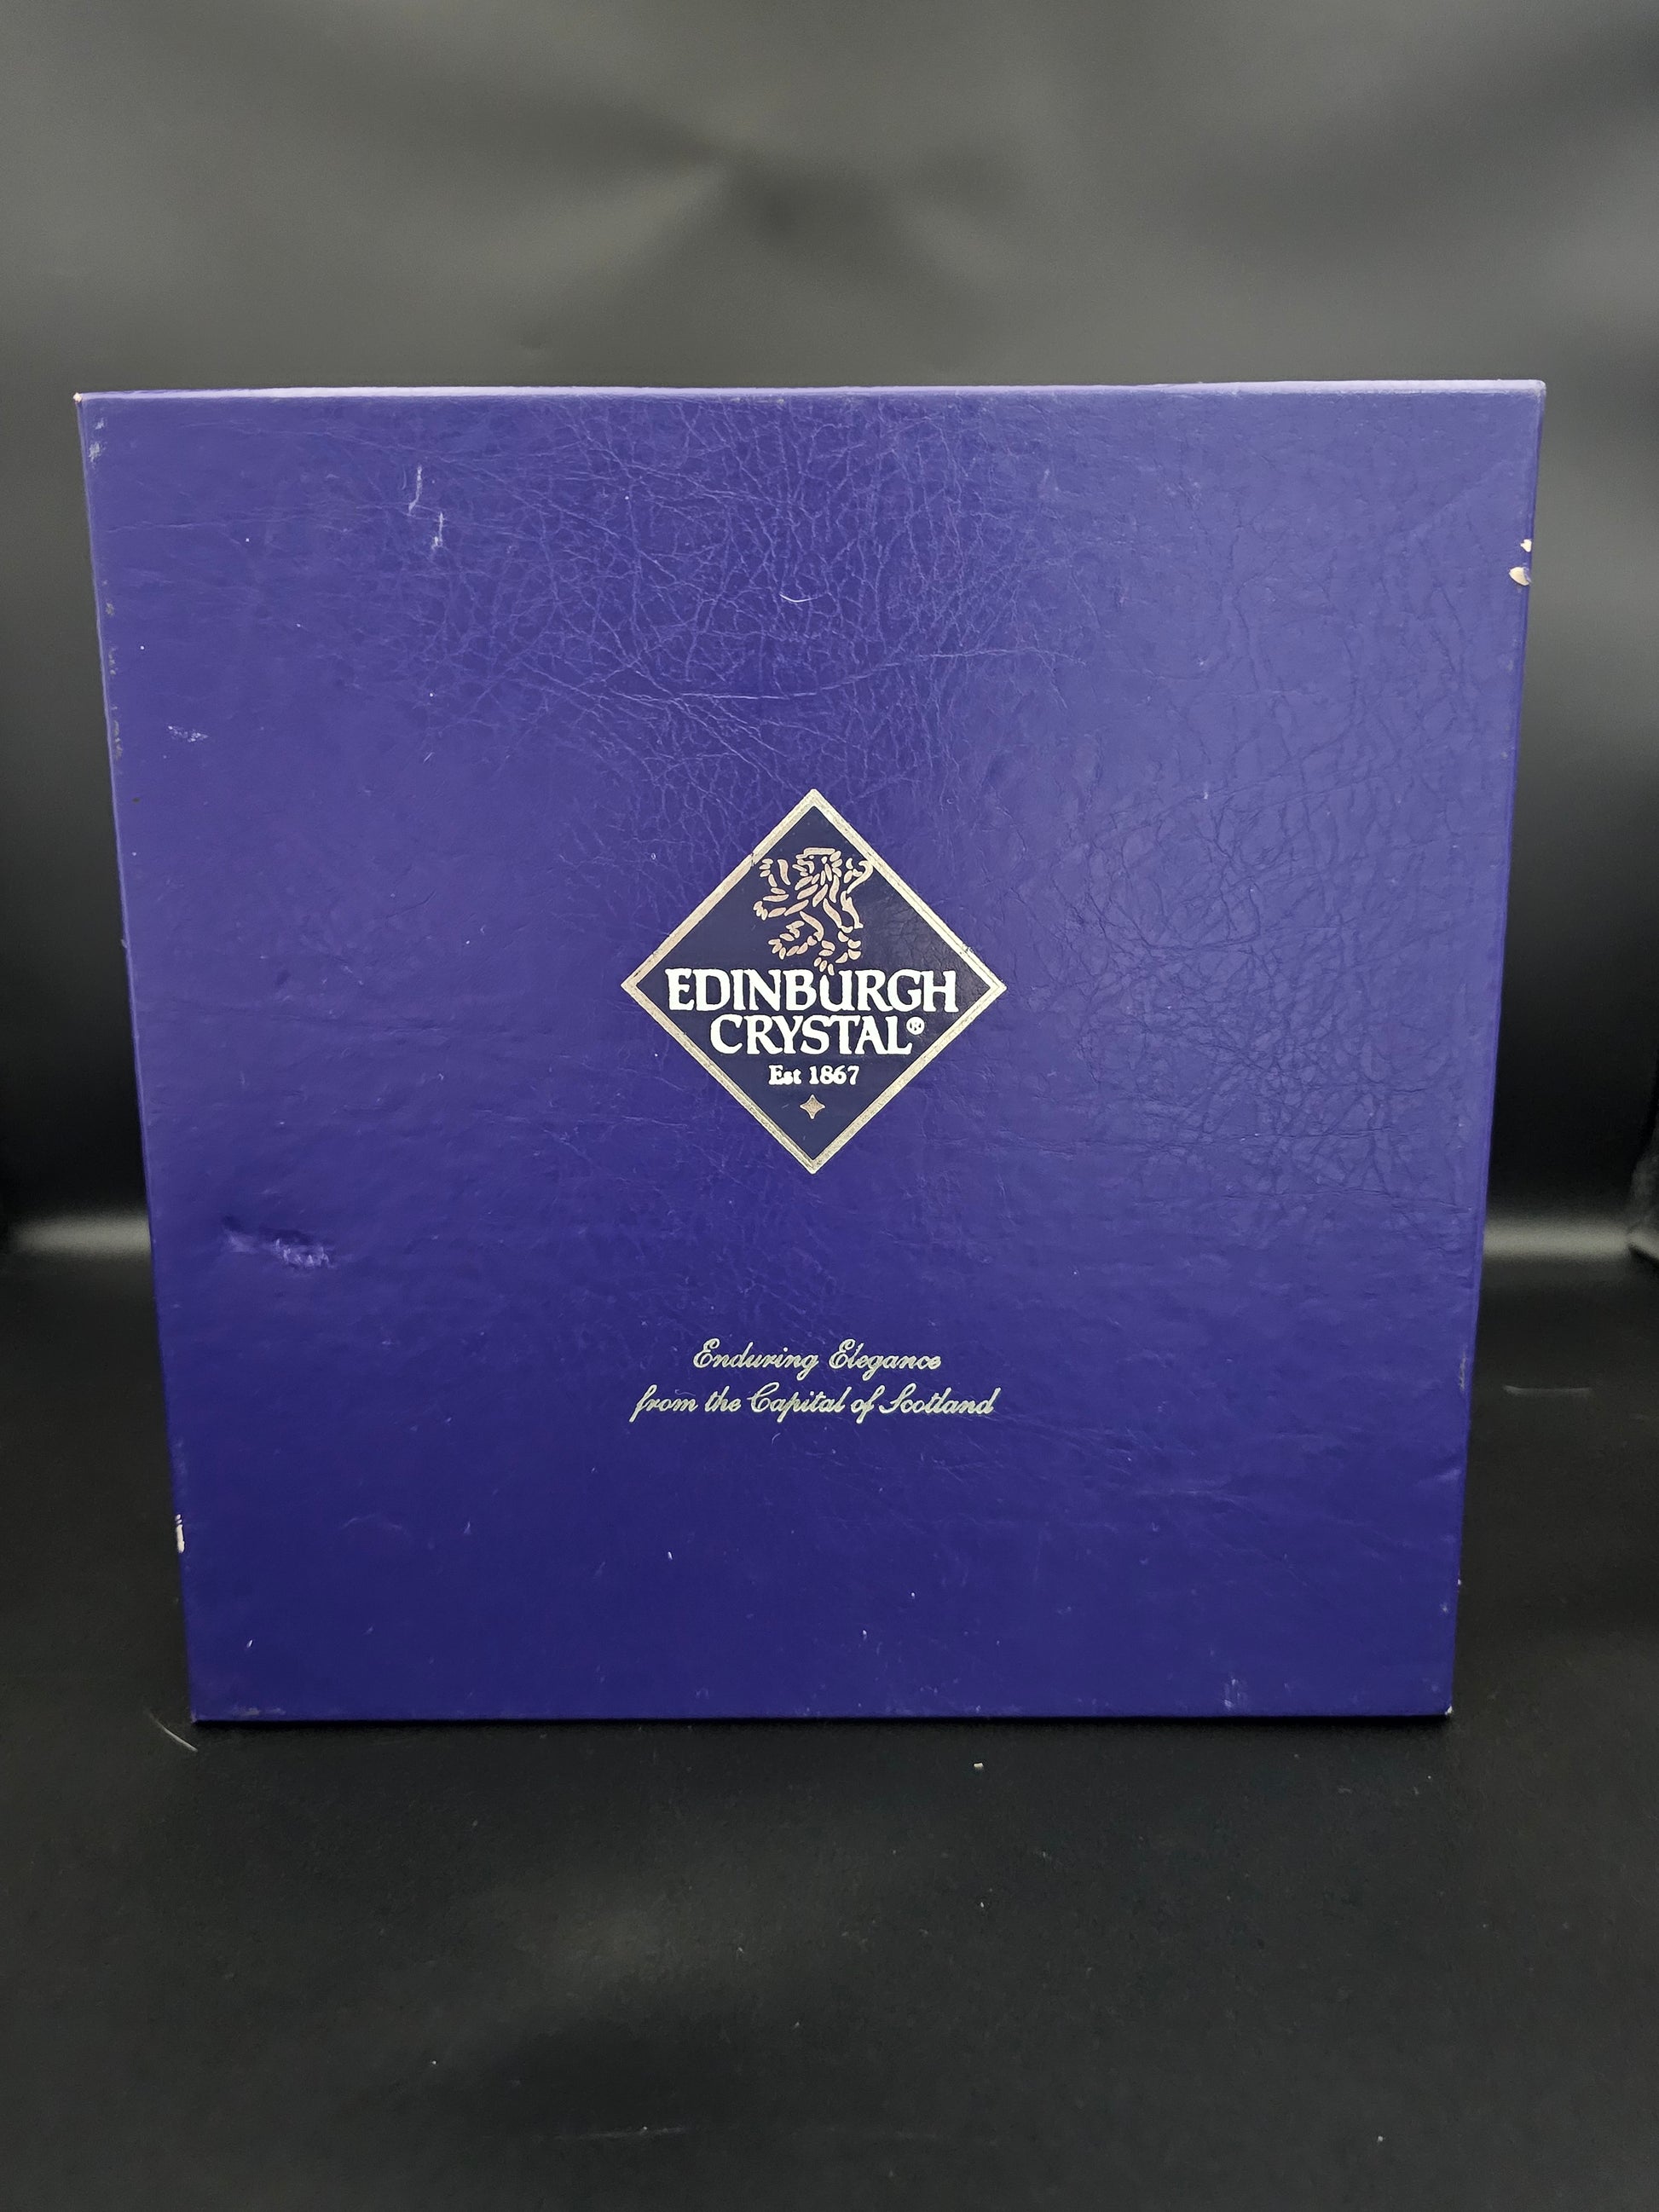 EDINBURGH
CRYSTAL®
Est 1867
Enduring Elegance
from the Capital of Scotland